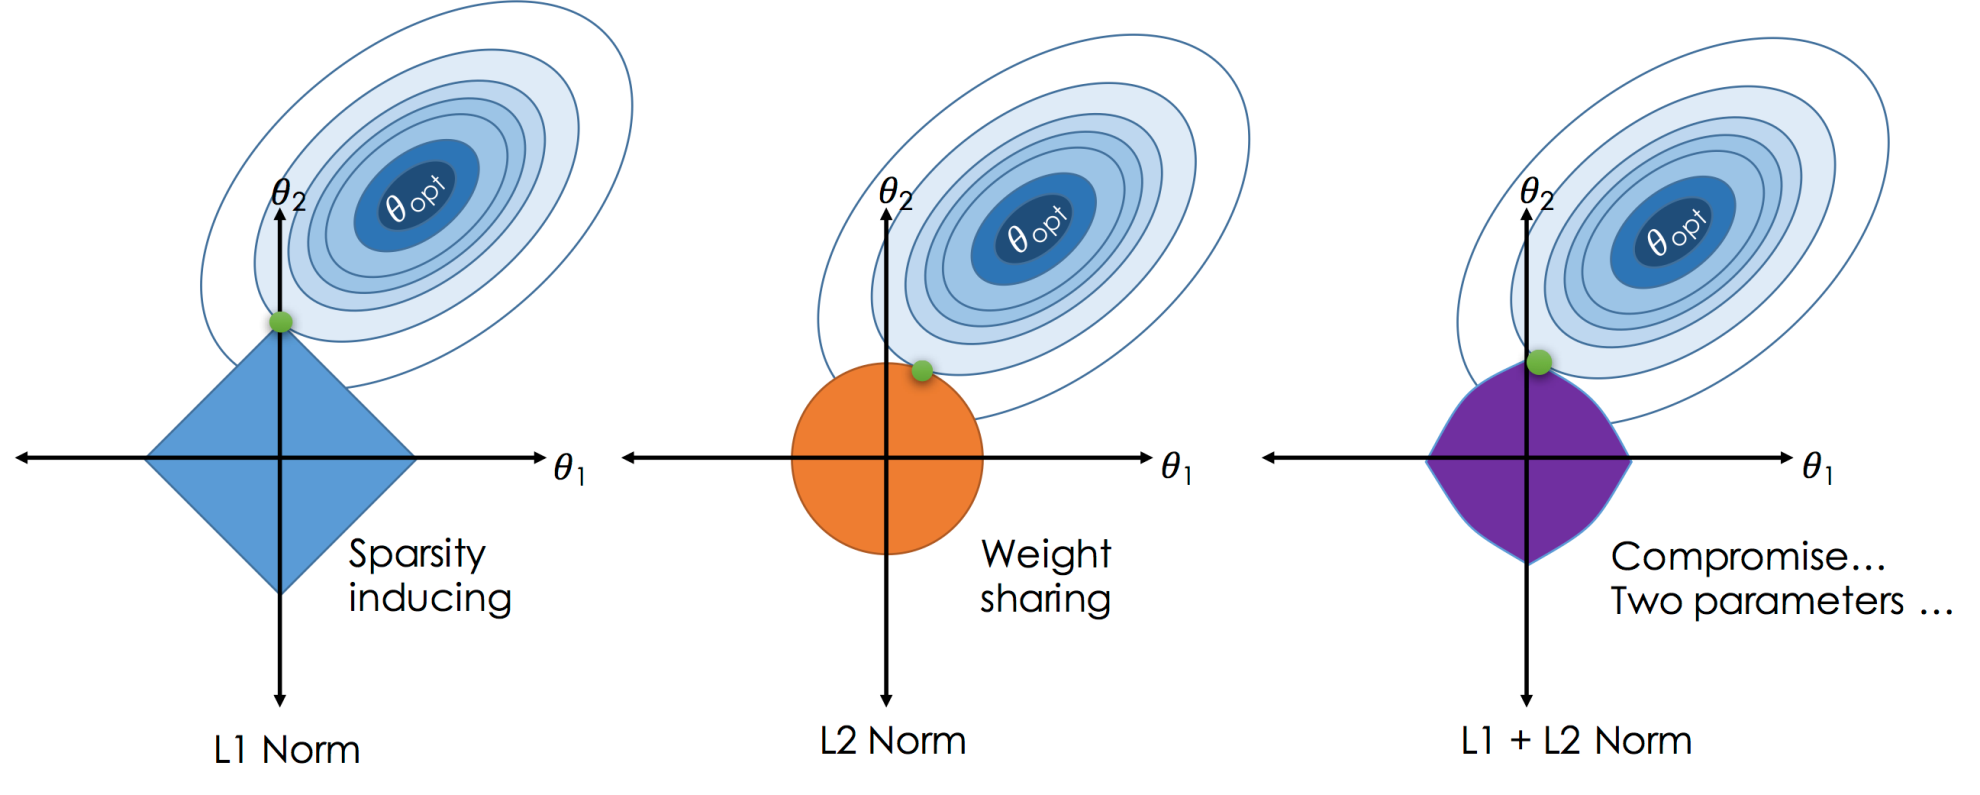 θ₂
θ opt
θ₁
Sparsity
inducing
L1 Norm
θ₂
θ opt
θ₁
Weight
sharing
L2 Norm
θ₂
θ opt
θ₁
Compromise...
Two parameters ...
L1 + L2 Norm